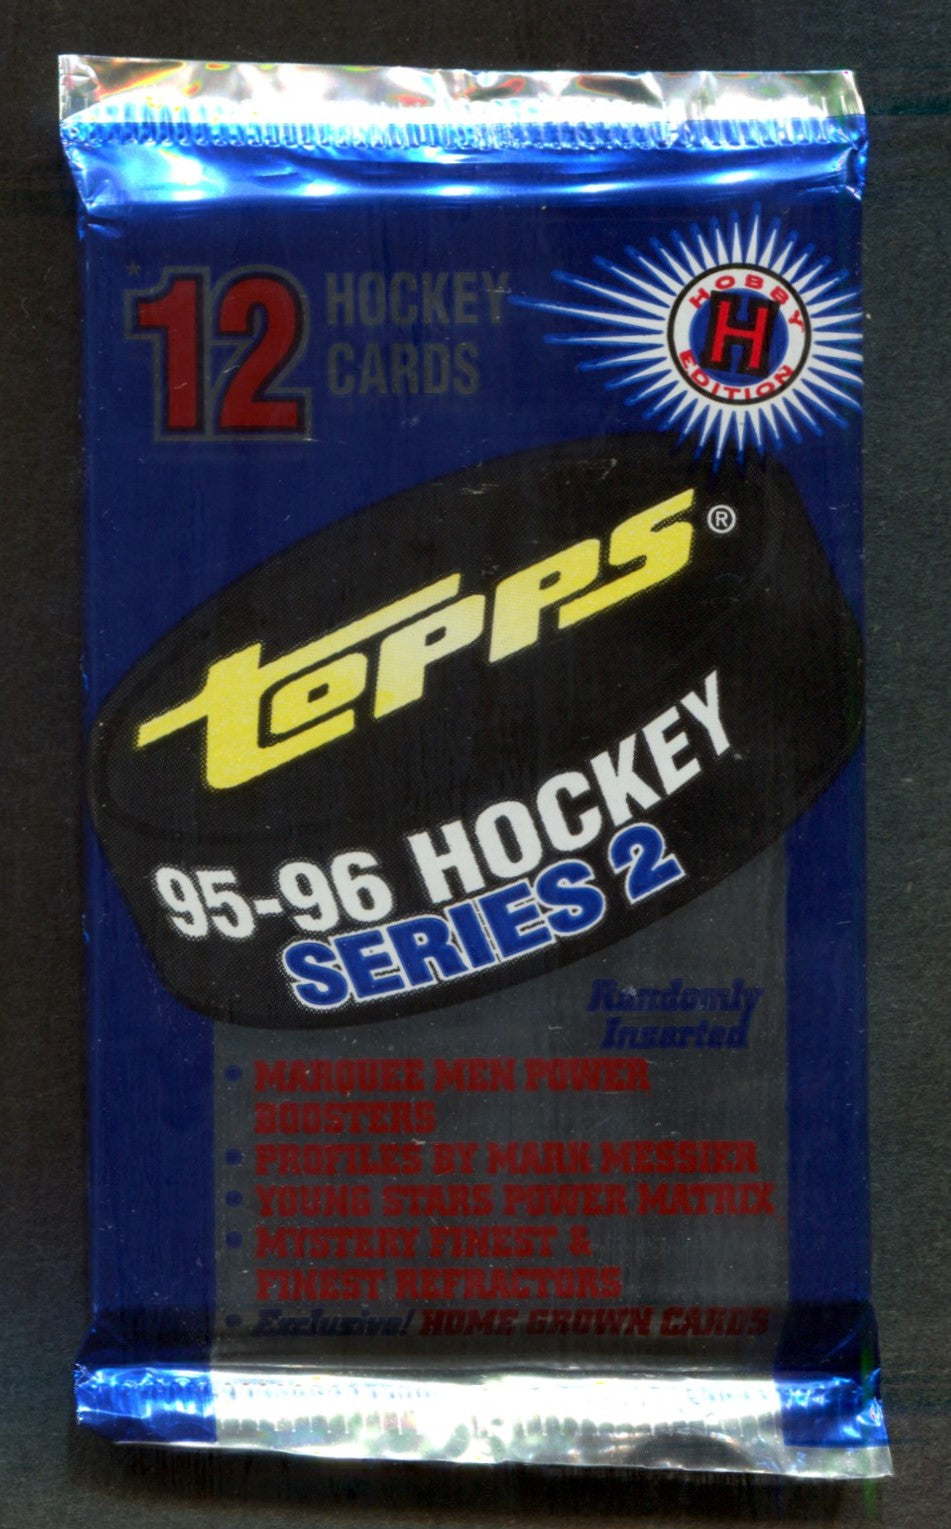 *12 HOCKEY
CARDS
HOBBY
H
EDITION
topps®
95-96 HOCKEY
SERIES 2
Randomly
Inserted
• MARQUEE MEN POWER
BOOSTERS
• PROFILES BY MARK MESSIER
• YOUNG STARS POWER MATRIX
• MYSTERY FINEST &
FINEST REFRACTORS
• Exclusive! HOME GROWN CARDS